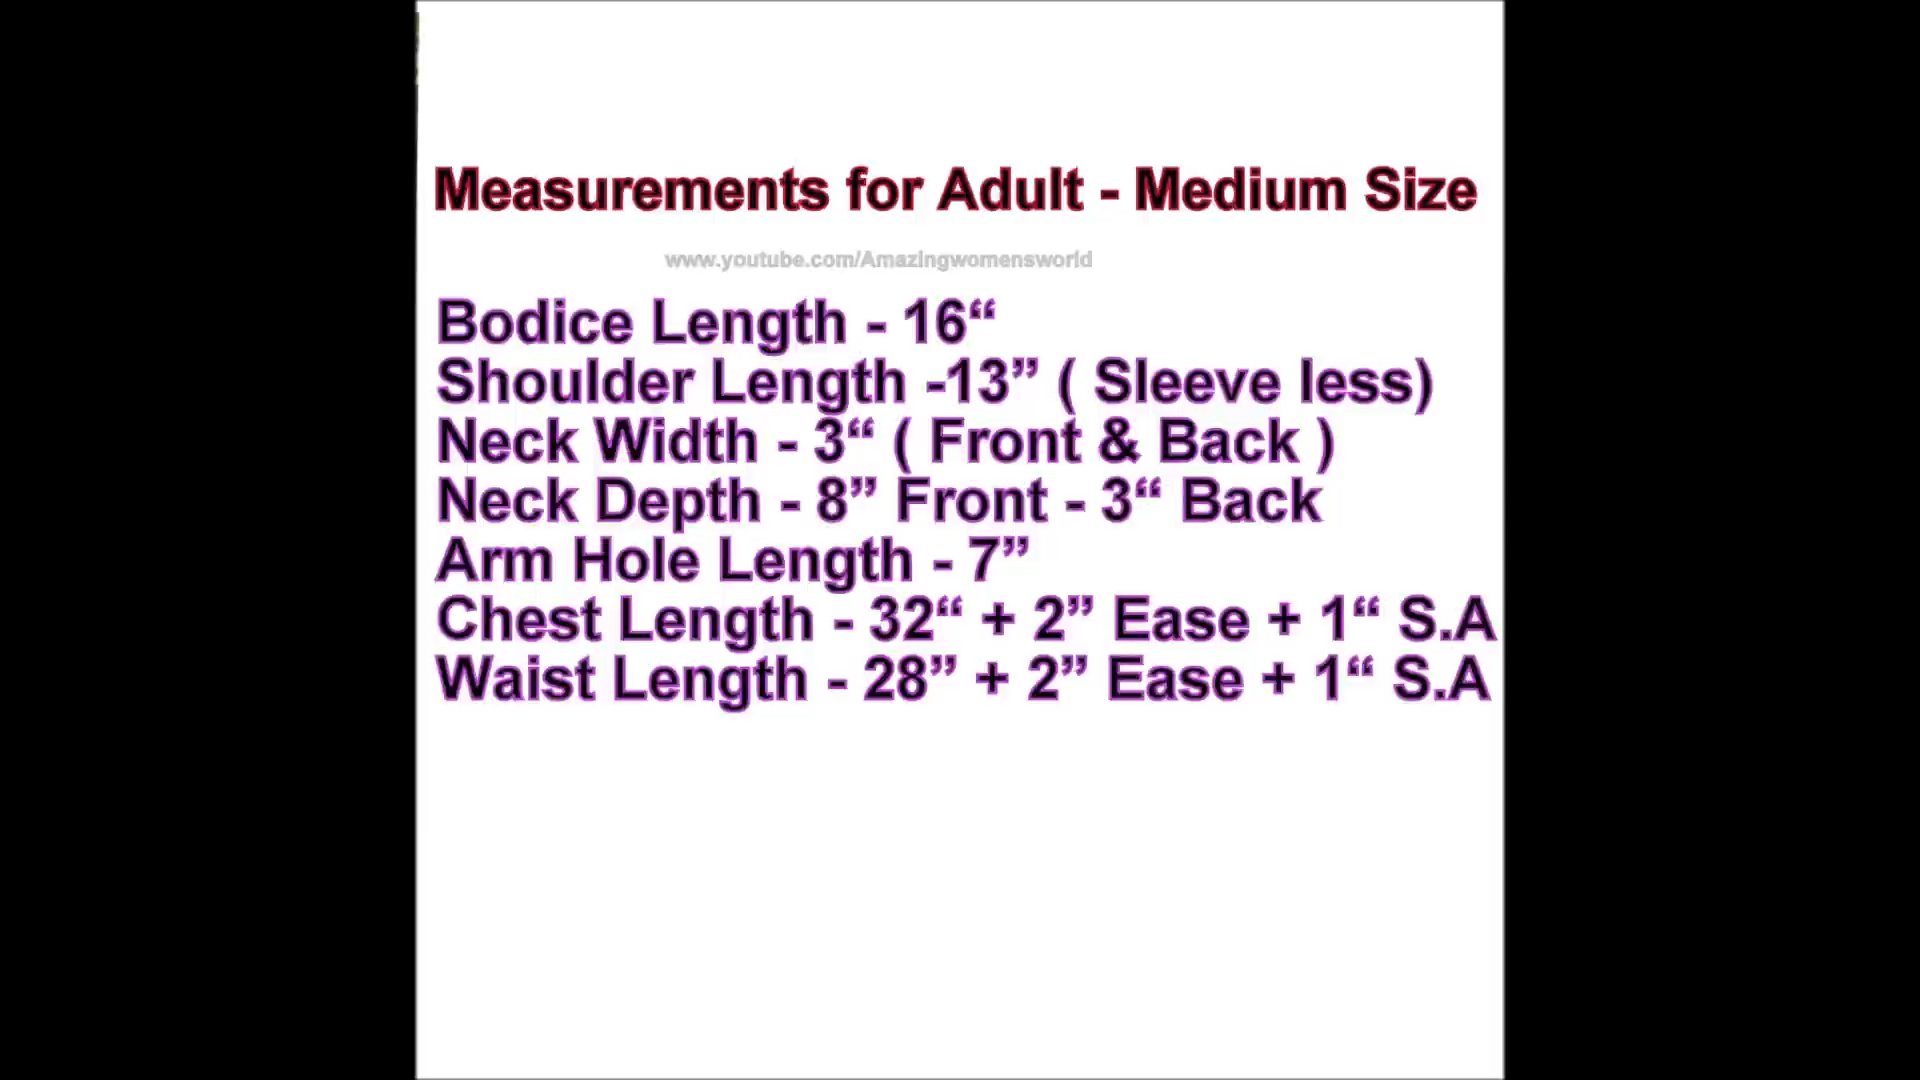 Measurements for Adult - Medium Size
www.youtube.com/Amazingwomensworld
Bodice Length - 16“
Shoulder Length -13” ( Sleeve less)
Neck Width - 3“ ( Front & Back )
Neck Depth - 8” Front - 3“ Back
Arm Hole Length - 7”
Chest Length - 32“ + 2” Ease + 1“ S.A
Waist Length - 28” + 2” Ease + 1“ S.A